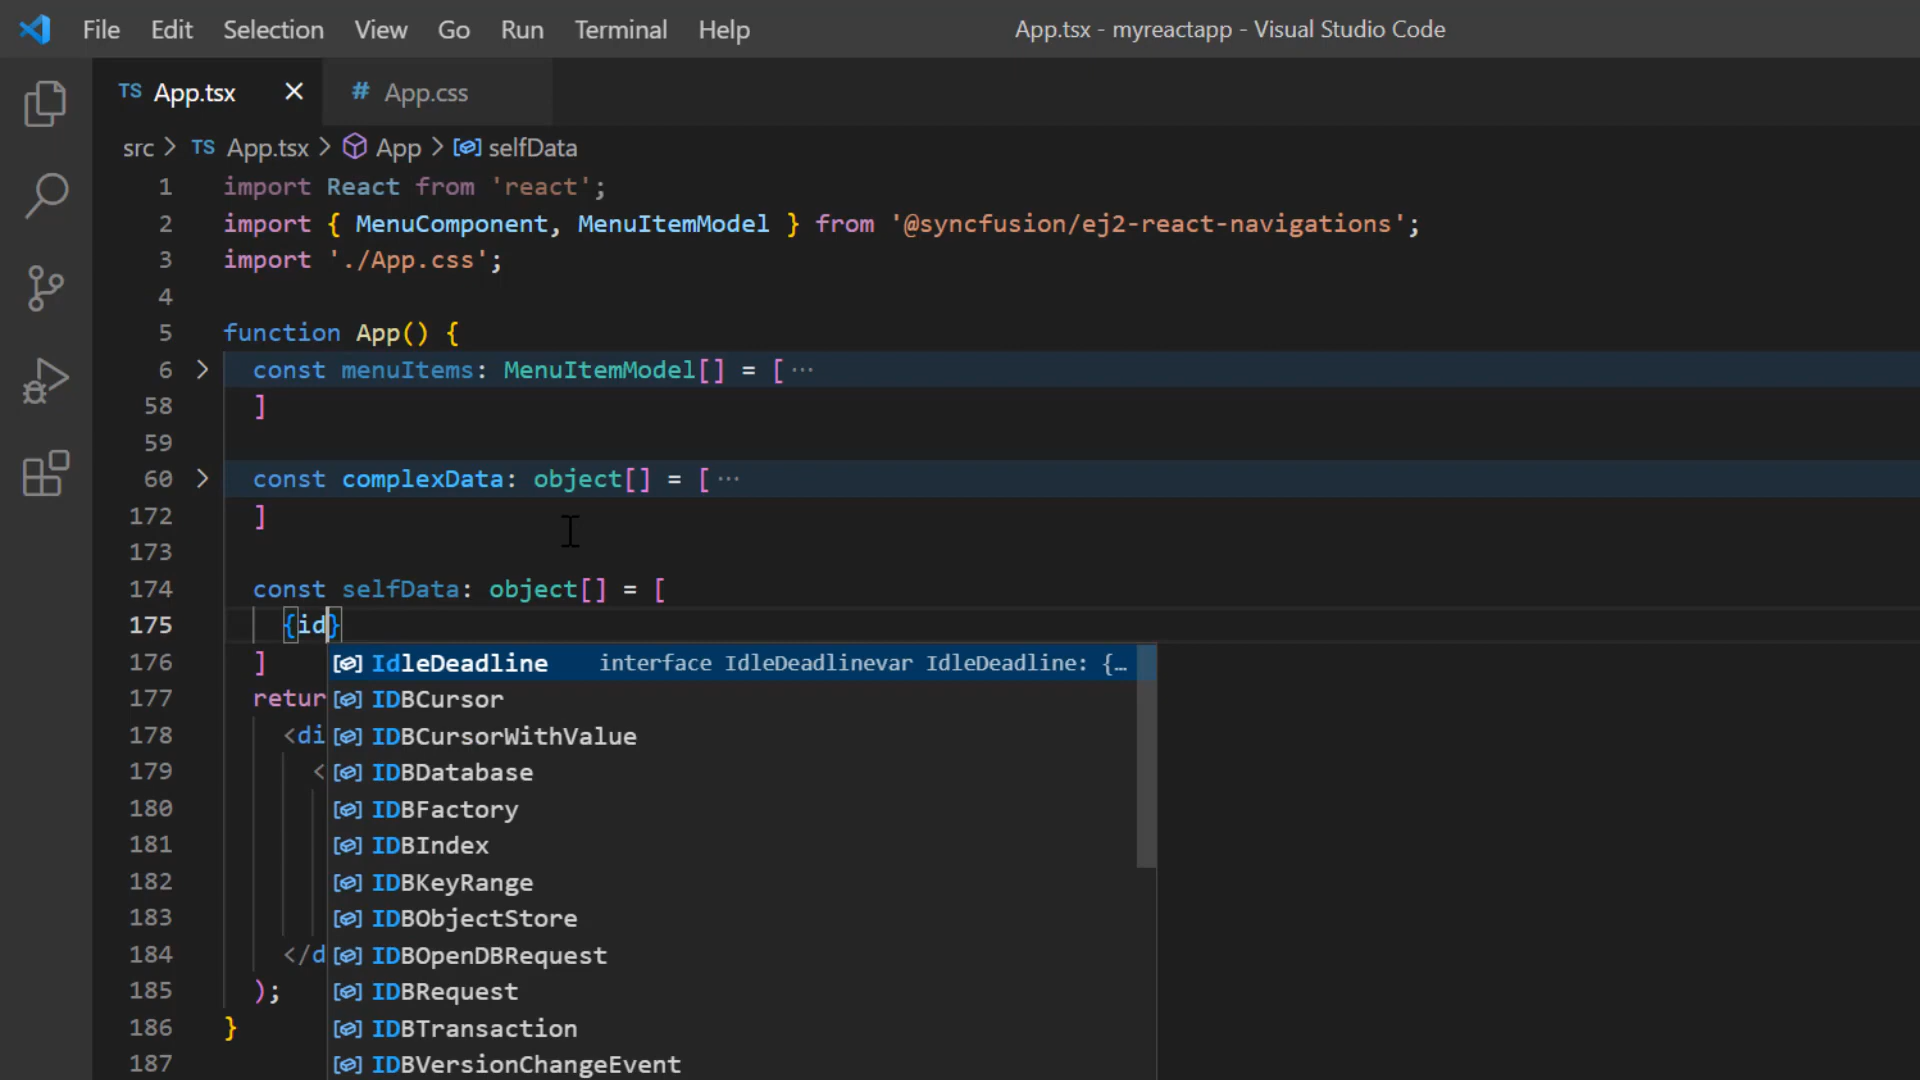 File Edit Selection View Go Run Terminal Help App.tsx - myreactapp - Visual Studio Code
TS App.tsx × # App.css
src > TS App.tsx > App > selfData
1 import React from 'react';
2 import { MenuComponent, MenuItemModel } from '@syncfusion/ej2-react-navigations';
3 import './App.css';
4
5 function App() {
6 > const menuItems: MenuItemModel[] = [···
58 ]
59
60 > const complexData: object[] = [···
172 ]
173
174 const selfData: object[] = [
175 {id}
176 ] IdleDeadline interface IdleDeadlinevar IdleDeadline: {…
177 retur IDBCursor
178 <di IDBCursorWithValue
179 < IDBDatabase
180 IDBFactory
181 IDBIndex
182 IDBKeyRange
183 IDBObjectStore
184 </d IDBOpenDBRequest
185 ); IDBRequest
186 } IDBTransaction
187 IDBVersionChangeEvent